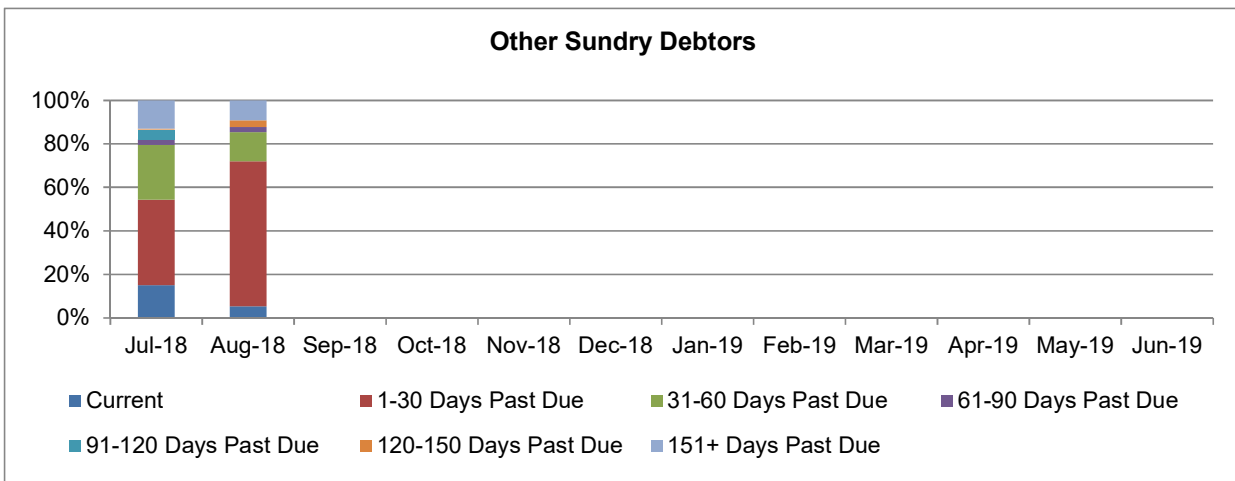 Other Sundry Debtors
100%
80%
60%
40%
20%
0%
Jul-18 Aug-18 Sep-18 Oct-18 Nov-18 Dec-18 Jan-19 Feb-19 Mar-19 Apr-19 May-19 Jun-19
Current 1-30 Days Past Due 31-60 Days Past Due 61-90 Days Past Due
91-120 Days Past Due 120-150 Days Past Due 151+ Days Past Due